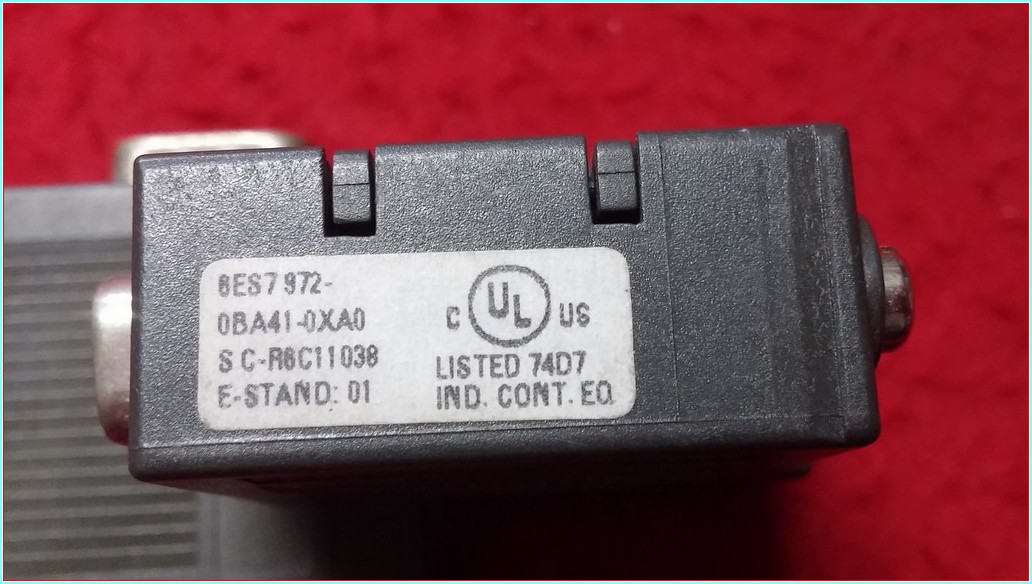 6ES7 972-
0BA41-0XA0
S C-R6C11038
E-STAND: 01
C UL US
LISTED 74D7
IND. CONT. EQ.